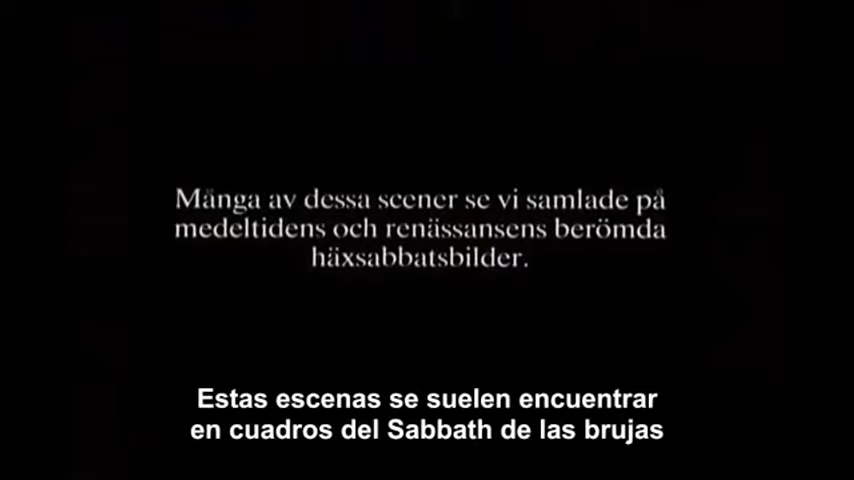 Många av dessa scener se vi samlade på
medeltidens och renässansens berömda
häxsabbatsbilder.
Estas escenas se suelen encuentrar
en cuadros del Sabbath de las brujas